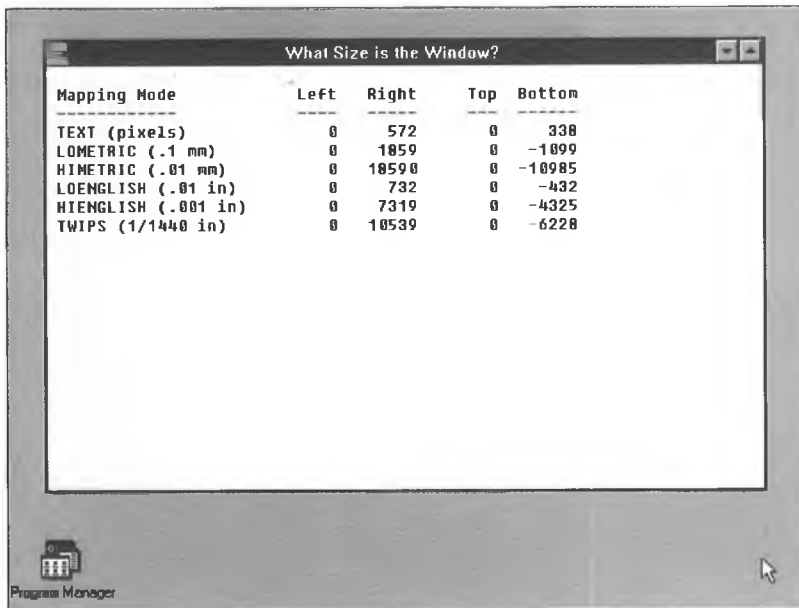 What Size is the Window?
Mapping Mode Left Right Top Bottom
------------- ---- ----- --- ------
TEXT (pixels) 0 572 0 338
LOMETRIC (.1 mm) 0 1859 0 -1099
HIMETRIC (.01 mm) 0 18590 0 -10985
LOENGLISH (.01 in) 0 732 0 -432
HIENGLISH (.001 in) 0 7319 0 -4325
TWIPS (1/1440 in) 0 10539 0 -6228
Program Manager